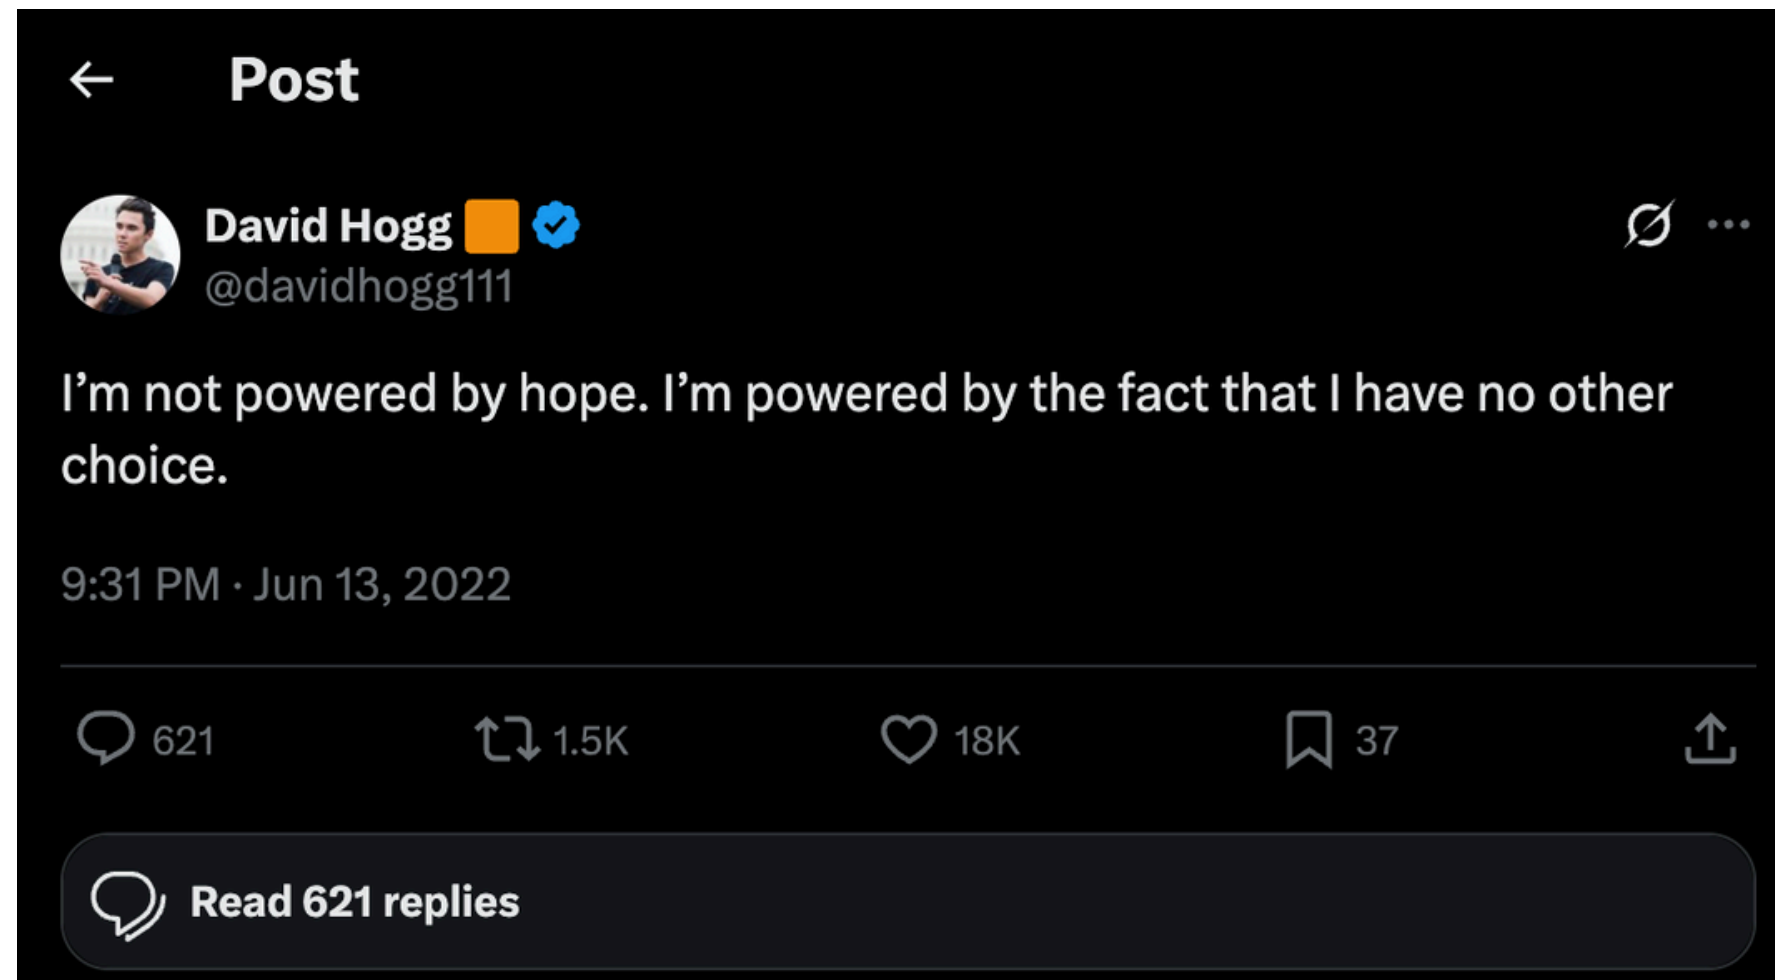 Post
David Hogg
@davidhogg111
I’m not powered by hope. I’m powered by the fact that I have no other
choice.
9:31 PM · Jun 13, 2022
621 1.5K 18K 37
Read 621 replies